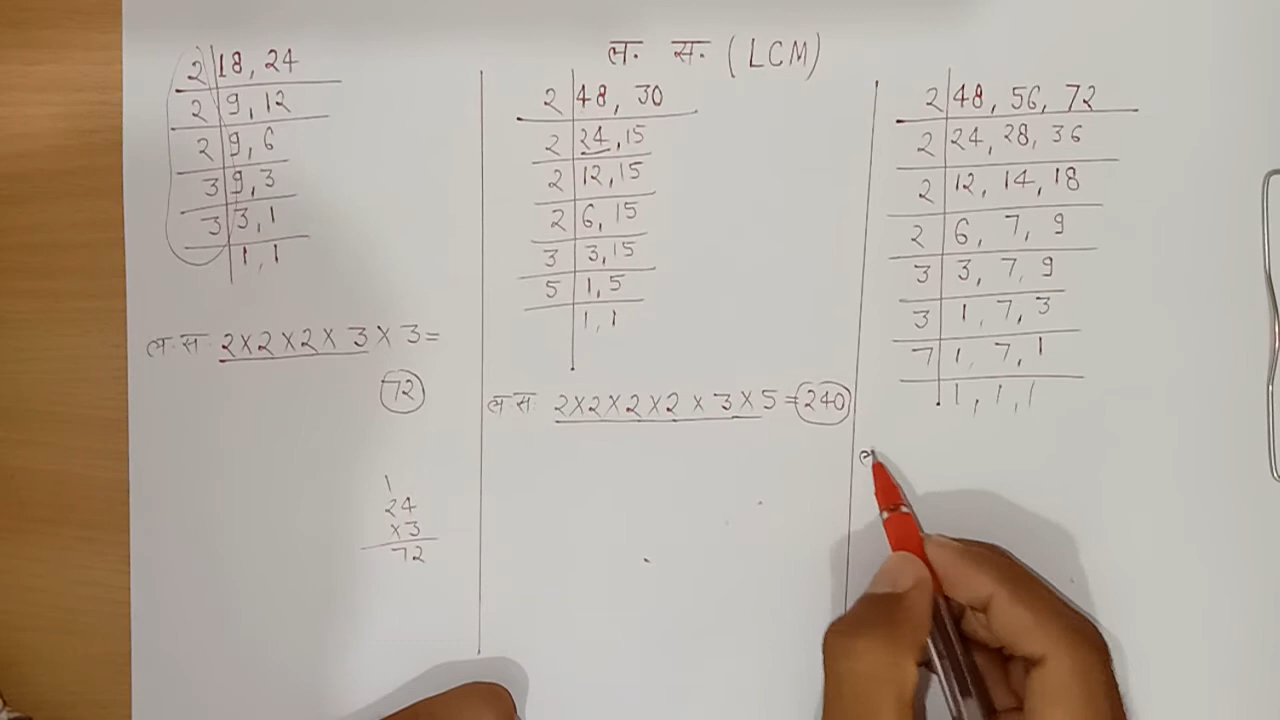 ल. स. (LCM)
2 18, 24
2 9, 12
2 9, 6
3 9, 3
3 3, 1
1, 1
ल.स. 2×2×2×3×3=
72
1
24
×3
72
2 48, 30
2 24, 15
2 12, 15
2 6, 15
3 3, 15
5 1, 5
1, 1
ल.स. 2×2×2×2×3×5=240
2 48, 56, 72
2 24, 28, 36
2 12, 14, 18
2 6, 7, 9
3 3, 7, 9
3 1, 7, 3
7 1, 7, 1
1, 1, 1